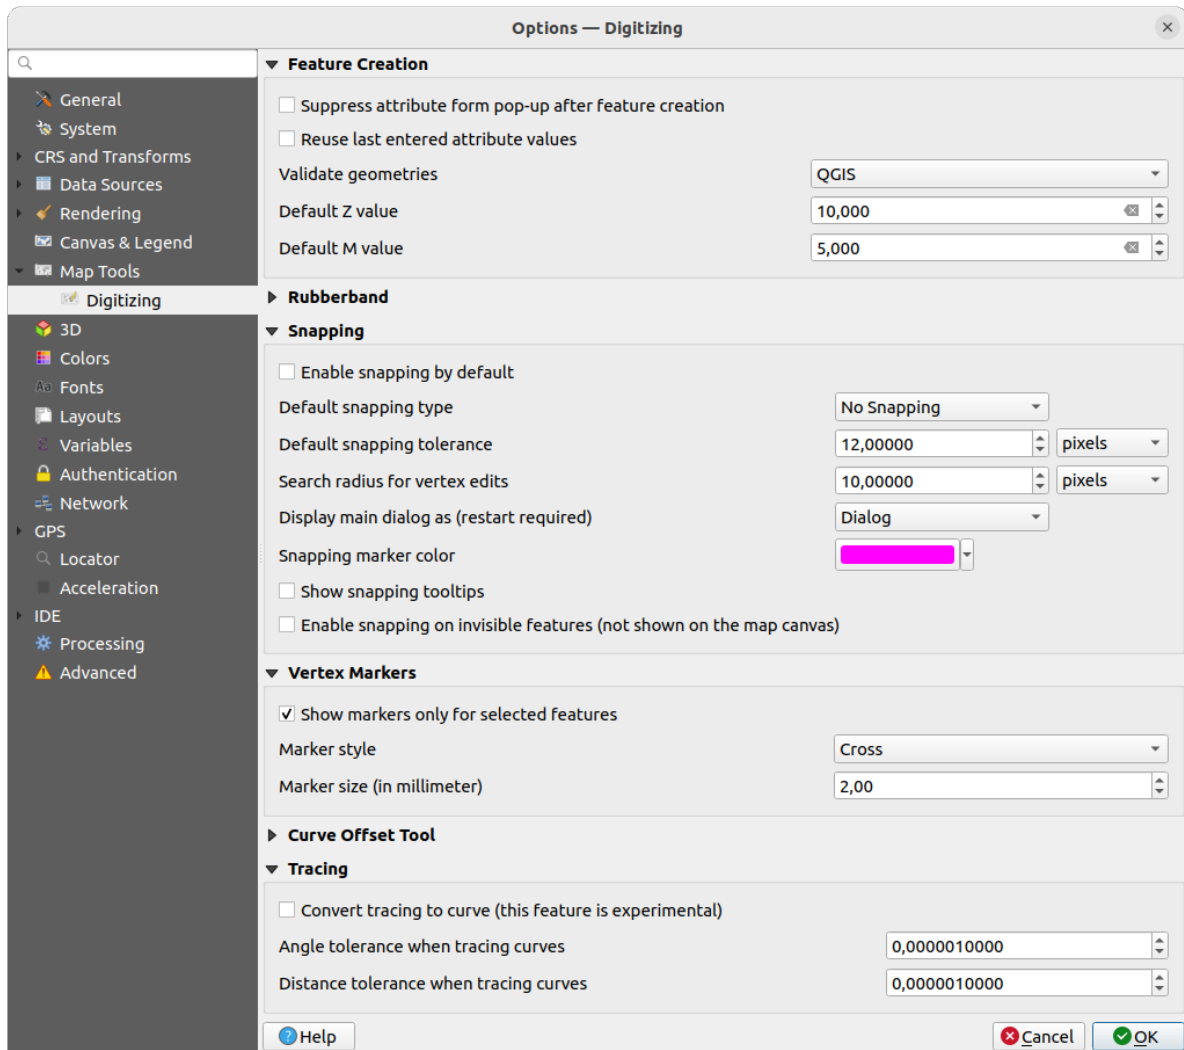 Options — Digitizing
General
System
CRS and Transforms
Data Sources
Rendering
Canvas & Legend
Map Tools
Digitizing
3D
Colors
Fonts
Layouts
Variables
Authentication
Network
GPS
Locator
Acceleration
IDE
Processing
Advanced
Feature Creation
Suppress attribute form pop-up after feature creation
Reuse last entered attribute values
Validate geometries QGIS
Default Z value 10,000
Default M value 5,000
Rubberband
Snapping
Enable snapping by default
Default snapping type No Snapping
Default snapping tolerance 12,00000 pixels
Search radius for vertex edits 10,00000 pixels
Display main dialog as (restart required) Dialog
Snapping marker color
Show snapping tooltips
Enable snapping on invisible features (not shown on the map canvas)
Vertex Markers
Show markers only for selected features
Marker style Cross
Marker size (in millimeter) 2,00
Curve Offset Tool
Tracing
Convert tracing to curve (this feature is experimental)
Angle tolerance when tracing curves 0,0000010000
Distance tolerance when tracing curves 0,0000010000
Help Cancel OK